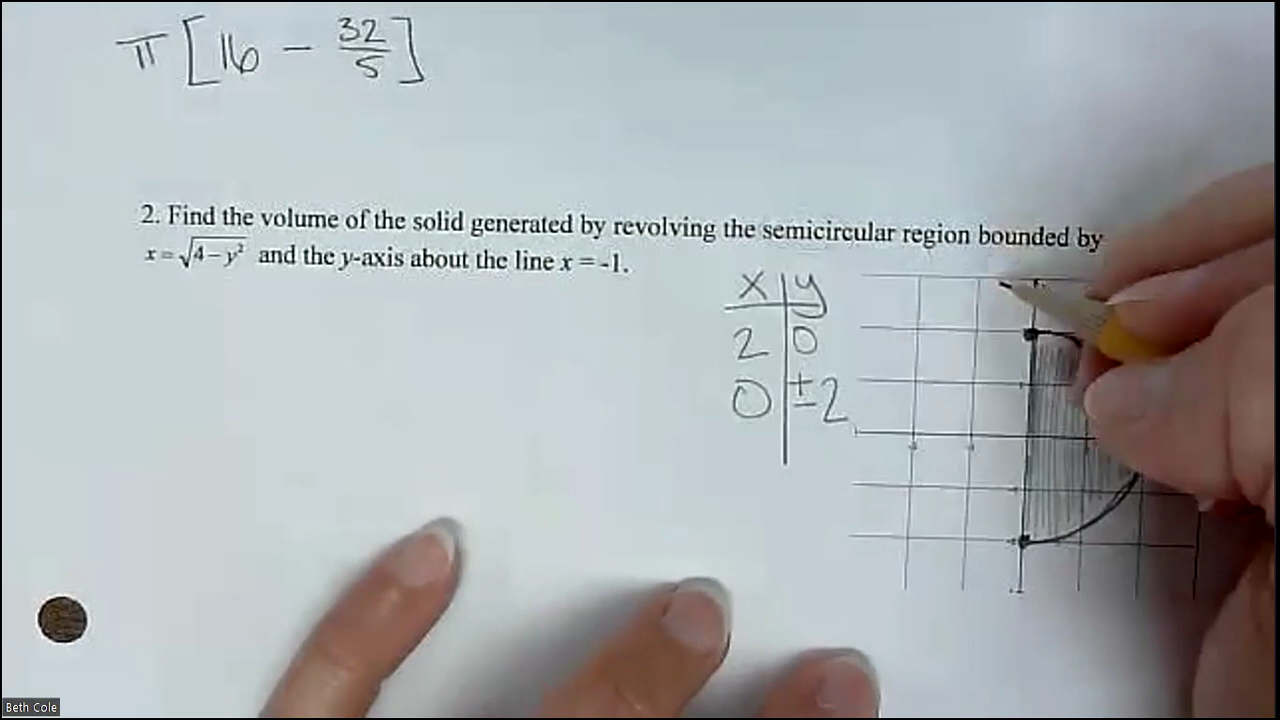 π [16 - 32/5]
2. Find the volume of the solid generated by revolving the semicircular region bounded by
x = √4 - y² and the y-axis about the line x = -1.
x y
2 0
0 ±2
Beth Cole